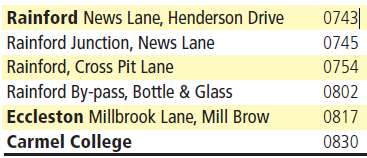 Rainford News Lane, Henderson Drive 0743
Rainford Junction, News Lane 0745
Rainford, Cross Pit Lane 0754
Rainford By-pass, Bottle & Glass 0802
Eccleston Millbrook Lane, Mill Brow 0817
Carmel College 0830